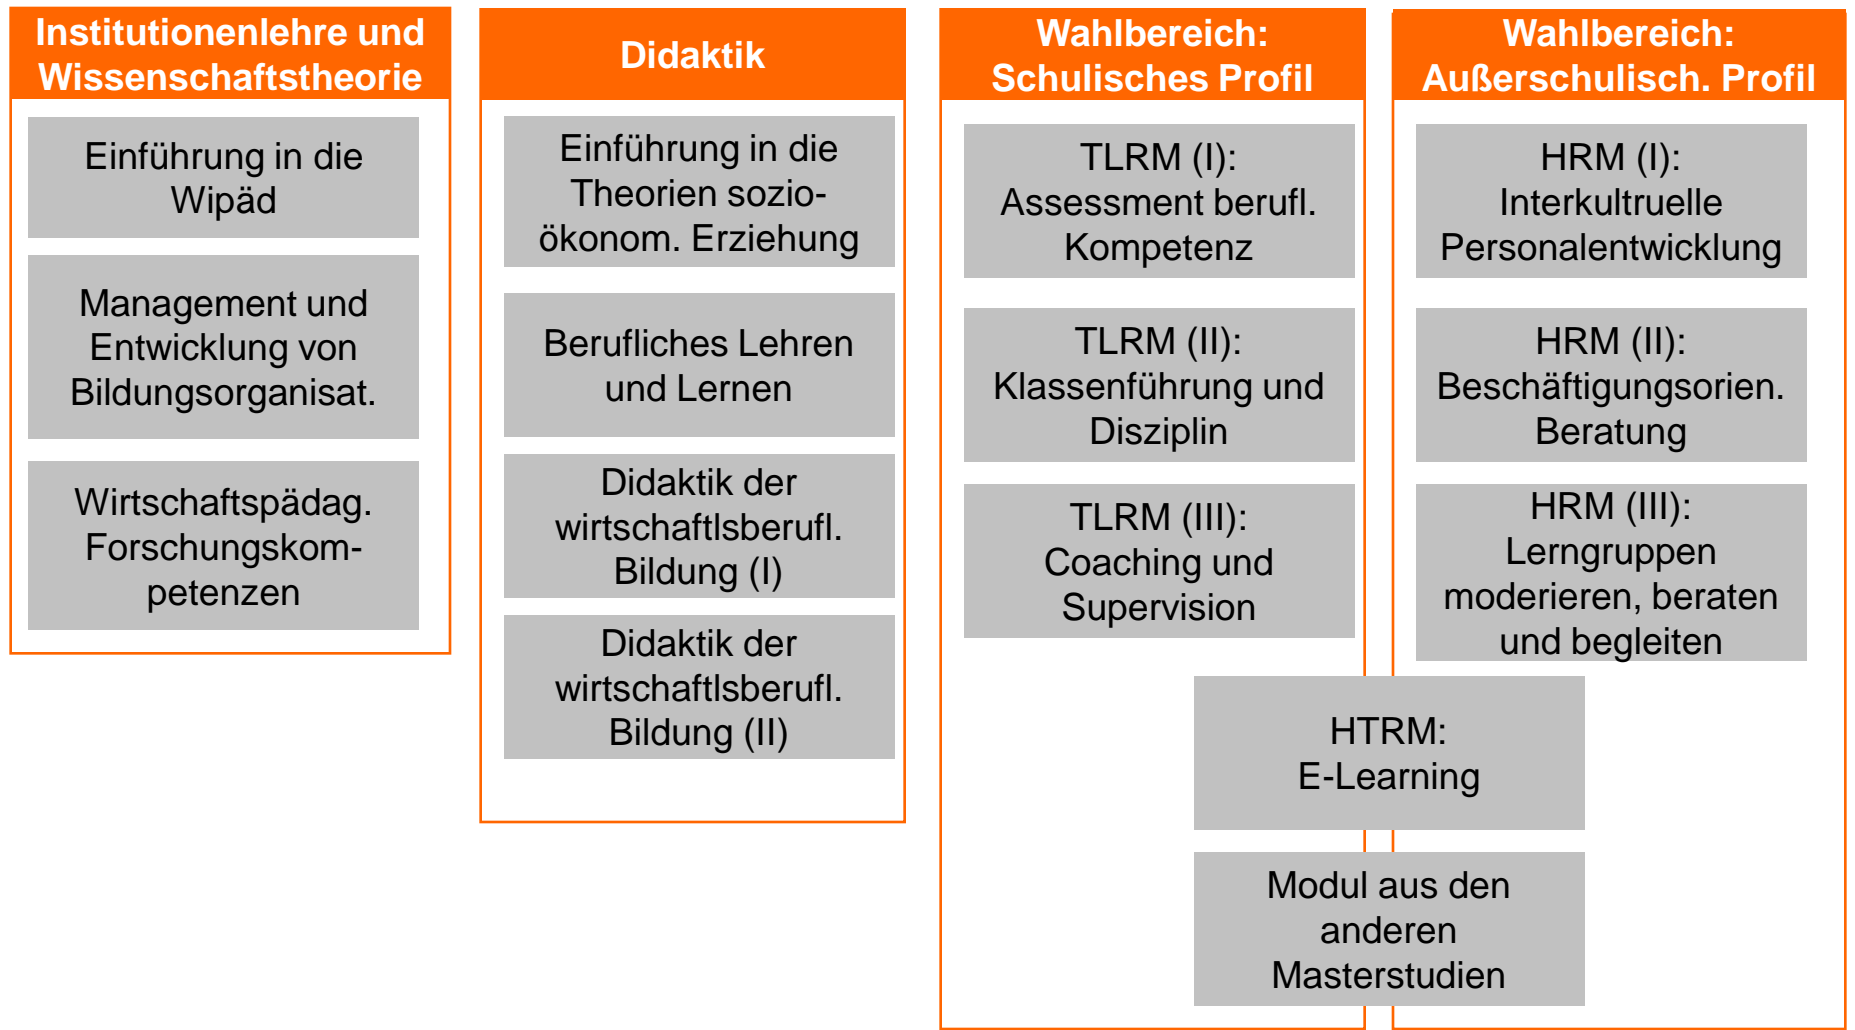 Institutionenlehre und
Wissenschaftstheorie
Einführung in die
Wipäd
Management und
Entwicklung von
Bildungsorganisat.
Wirtschaftspädag.
Forschungskom-
petenzen
Didaktik
Einführung in die
Theorien sozio-
ökonom. Erziehung
Berufliches Lehren
und Lernen
Didaktik der
wirtschaftlsberufl.
Bildung (I)
Didaktik der
wirtschaftlsberufl.
Bildung (II)
Wahlbereich:
Schulisches Profil
TLRM (I):
Assessment berufl.
Kompetenz
TLRM (II):
Klassenführung und
Disziplin
TLRM (III):
Coaching und
Supervision
Wahlbereich:
Außerschulisch. Profil
HRM (I):
Interkultruelle
Personalentwicklung
HRM (II):
Beschäftigungsorien.
Beratung
HRM (III):
Lerngruppen
moderieren, beraten
und begleiten
HTRM:
E-Learning
Modul aus den
anderen
Masterstudien